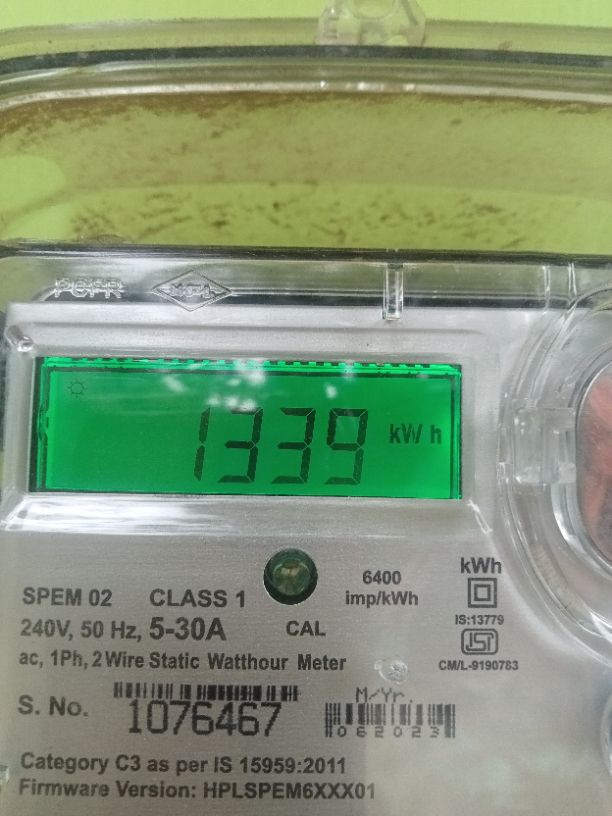 1339 kWh
6400
imp/kWh
kWh
SPEM 02 CLASS 1
IS:13779
240V, 50 Hz, 5-30A CAL
ISI
ac, 1Ph, 2 Wire Static Watthour Meter
CM/L-9190783
M/Yr.
S. No. 1076467
062023
Category C3 as per IS 15959:2011
Firmware Version: HPLSPEM6XXX01